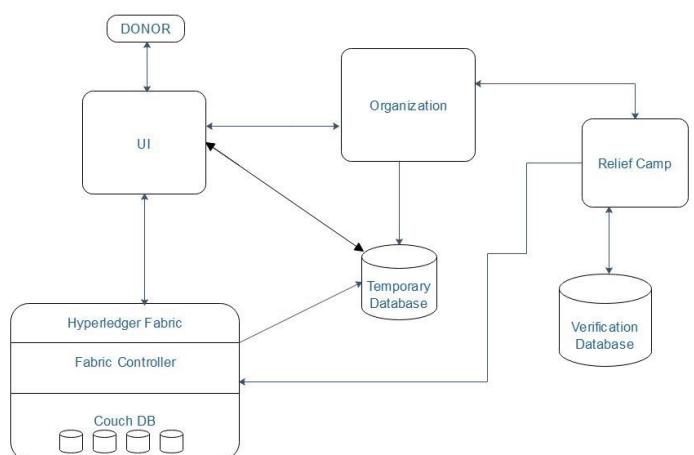 DONOR
UI
Organization
Relief Camp
Temporary
Database
Verification
Database
Hyperledger Fabric
Fabric Controller
Couch DB